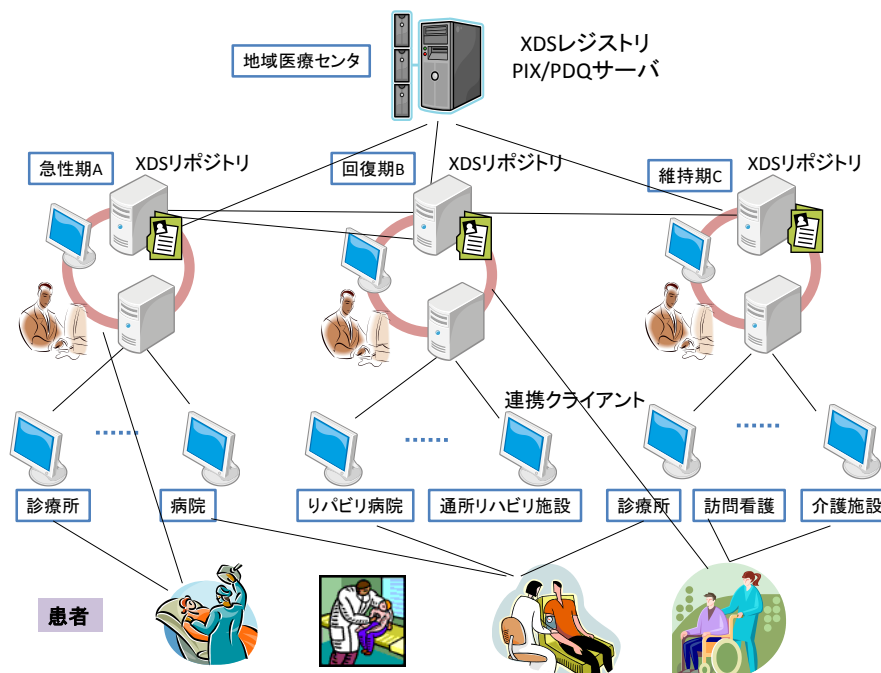 地域医療センタ
XDSレジストリ
PIX/PDQサーバ
急性期A
XDSリポジトリ
回復期B
XDSリポジトリ
維持期C
XDSリポジトリ
連携クライアント
診療所
病院
りパビリ病院
通所リハビリ施設
診療所
訪問看護
介護施設
患者